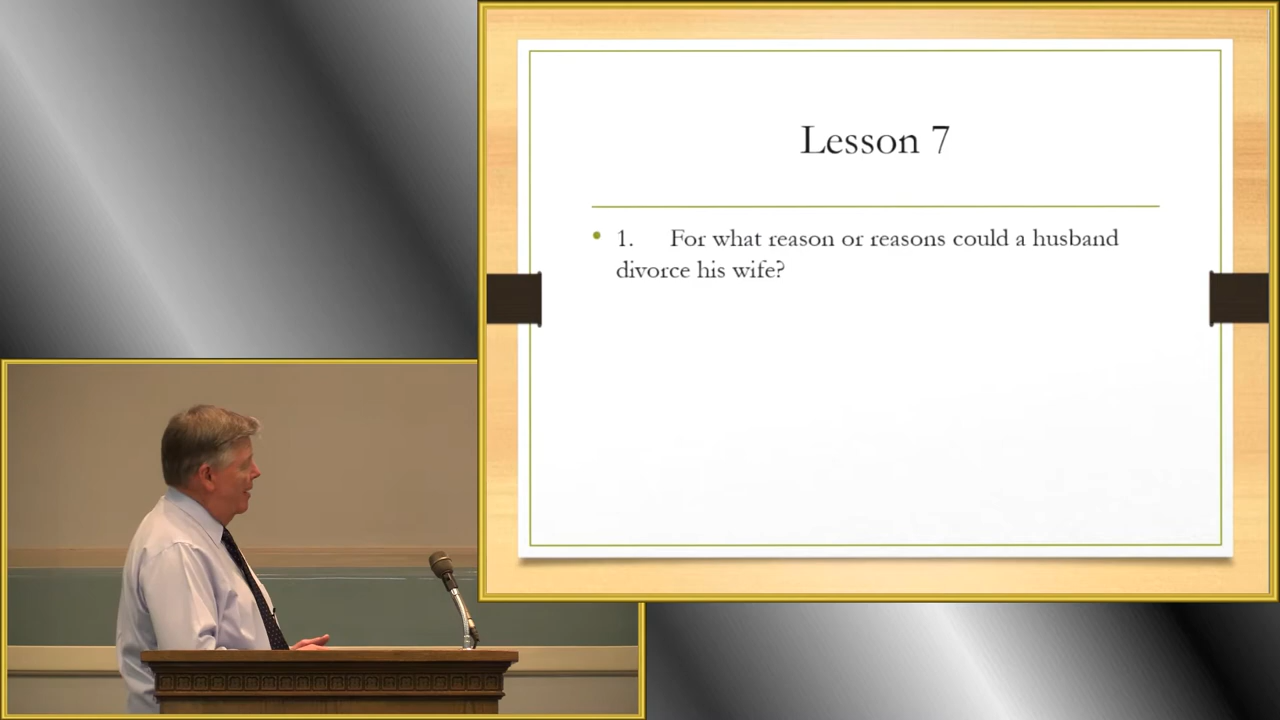 Lesson 7
• 1. For what reason or reasons could a husband
divorce his wife?